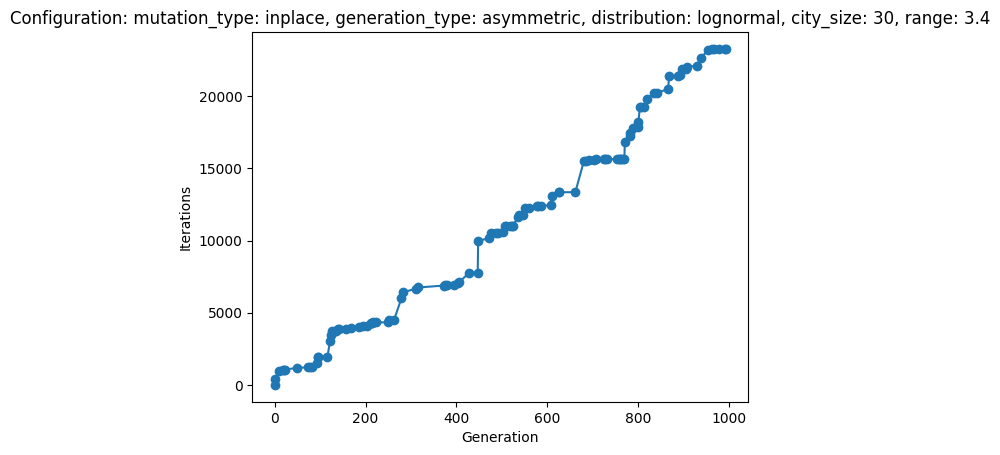 Configuration: mutation_type: inplace, generation_type: asymmetric, distribution: lognormal, city_size: 30, range: 3.4
20000
15000
10000
5000
0
Iterations
0 200 400 600 800 1000
Generation